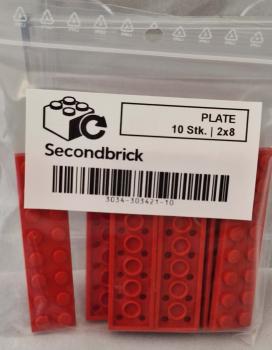 PLATE
10 Stk. | 2x8
Secondbrick
3034-303421-10